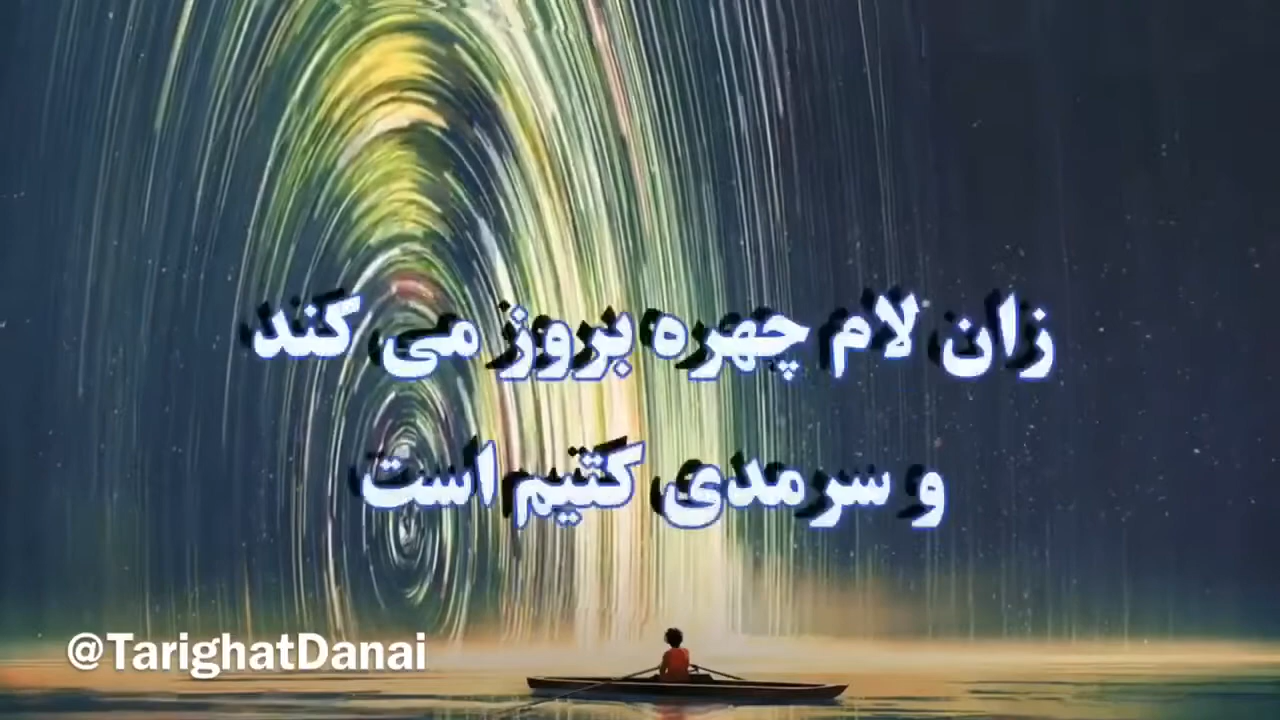 زان لام چهره بروز می کند
و سرمدی کتیم است
@TarighatDanai